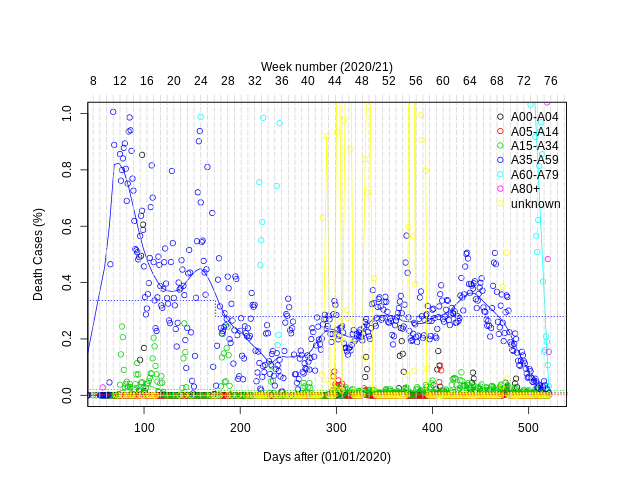 Week number (2020/21)
8 12 16 20 24 28 32 36 40 44 48 52 56 60 64 68 72 76
1.0
0.8
0.6
0.4
0.2
0.0
Death Cases (%)
A00-A04
A05-A14
A15-A34
A35-A59
A60-A79
A80+
unknown
100 200 300 400 500
Days after (01/01/2020)